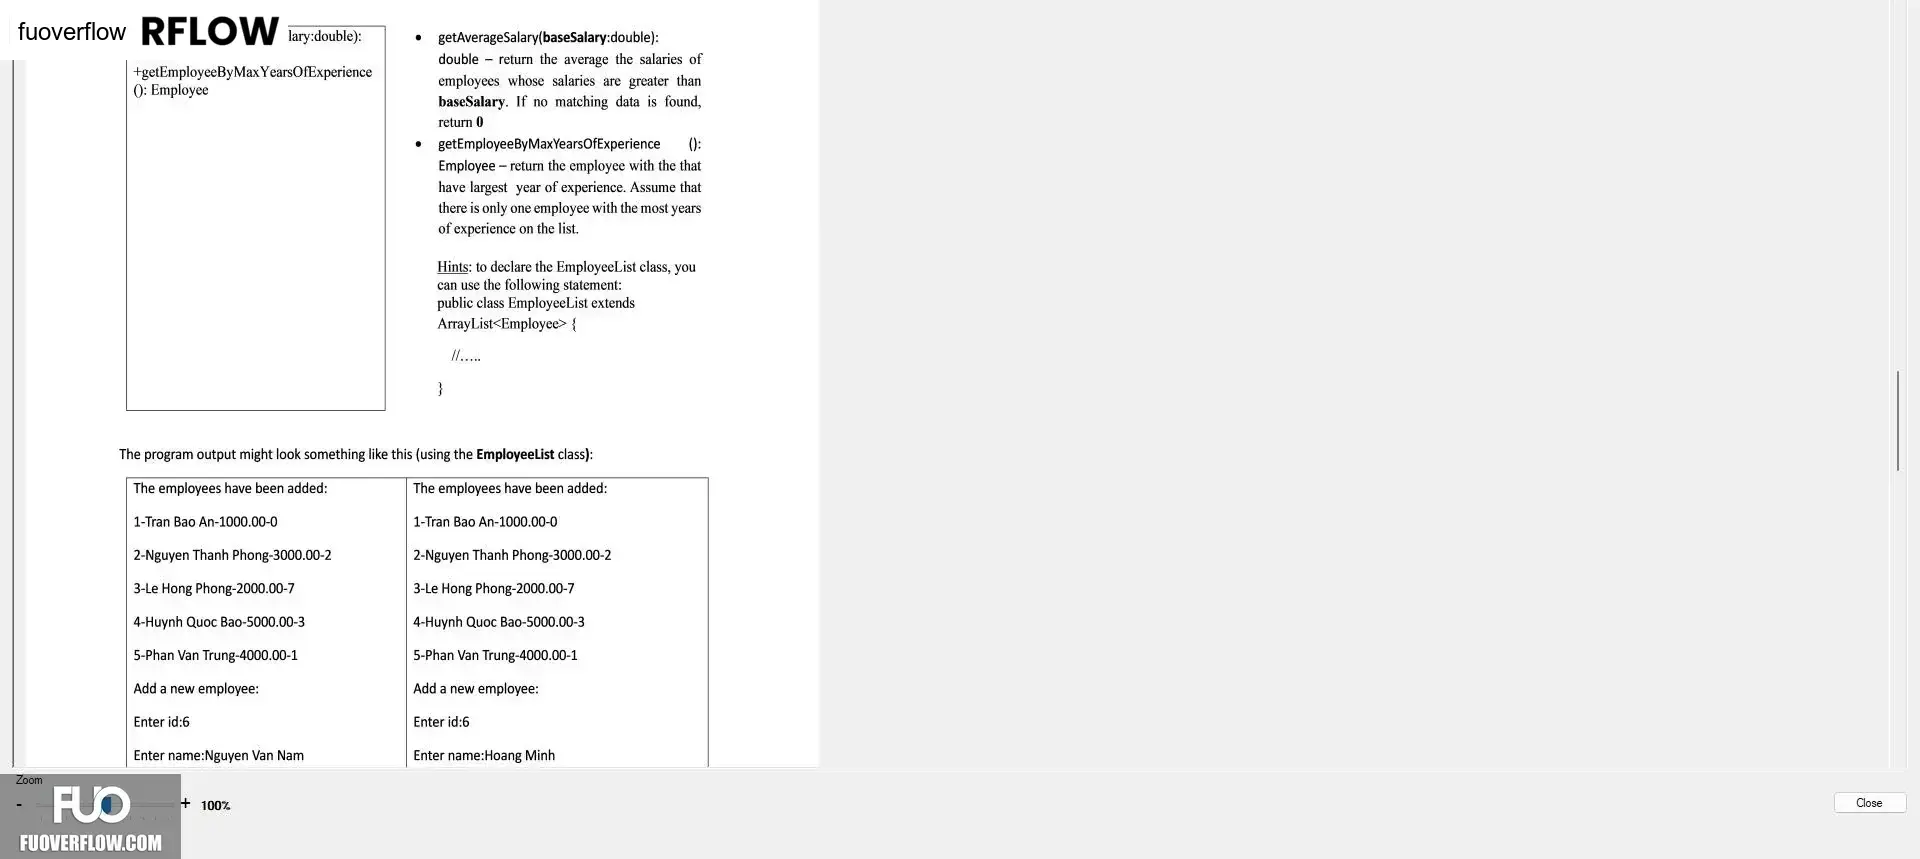 fuoverflow RFLOW
lary:double):
+getEmployeeByMaxYearsOfExperience
(): Employee
• getAverageSalary(baseSalary:double):
double – return the average the salaries of
employees whose salaries are greater than
baseSalary. If no matching data is found,
return 0
• getEmployeeByMaxYearsOfExperience ():
Employee – return the employee with the that
have largest year of experience. Assume that
there is only one employee with the most years
of experience on the list.
Hints: to declare the EmployeeList class, you
can use the following statement:
public class EmployeeList extends
ArrayList<Employee> {
//…..
}
The program output might look something like this (using the EmployeeList class):
The employees have been added:
1-Tran Bao An-1000.00-0
2-Nguyen Thanh Phong-3000.00-2
3-Le Hong Phong-2000.00-7
4-Huynh Quoc Bao-5000.00-3
5-Phan Van Trung-4000.00-1
Add a new employee:
Enter id:6
Enter name:Nguyen Van Nam
The employees have been added:
1-Tran Bao An-1000.00-0
2-Nguyen Thanh Phong-3000.00-2
3-Le Hong Phong-2000.00-7
4-Huynh Quoc Bao-5000.00-3
5-Phan Van Trung-4000.00-1
Add a new employee:
Enter id:6
Enter name:Hoang Minh
Zoom
- + 100%
FUO
FUOVERFLOW.COM
Close